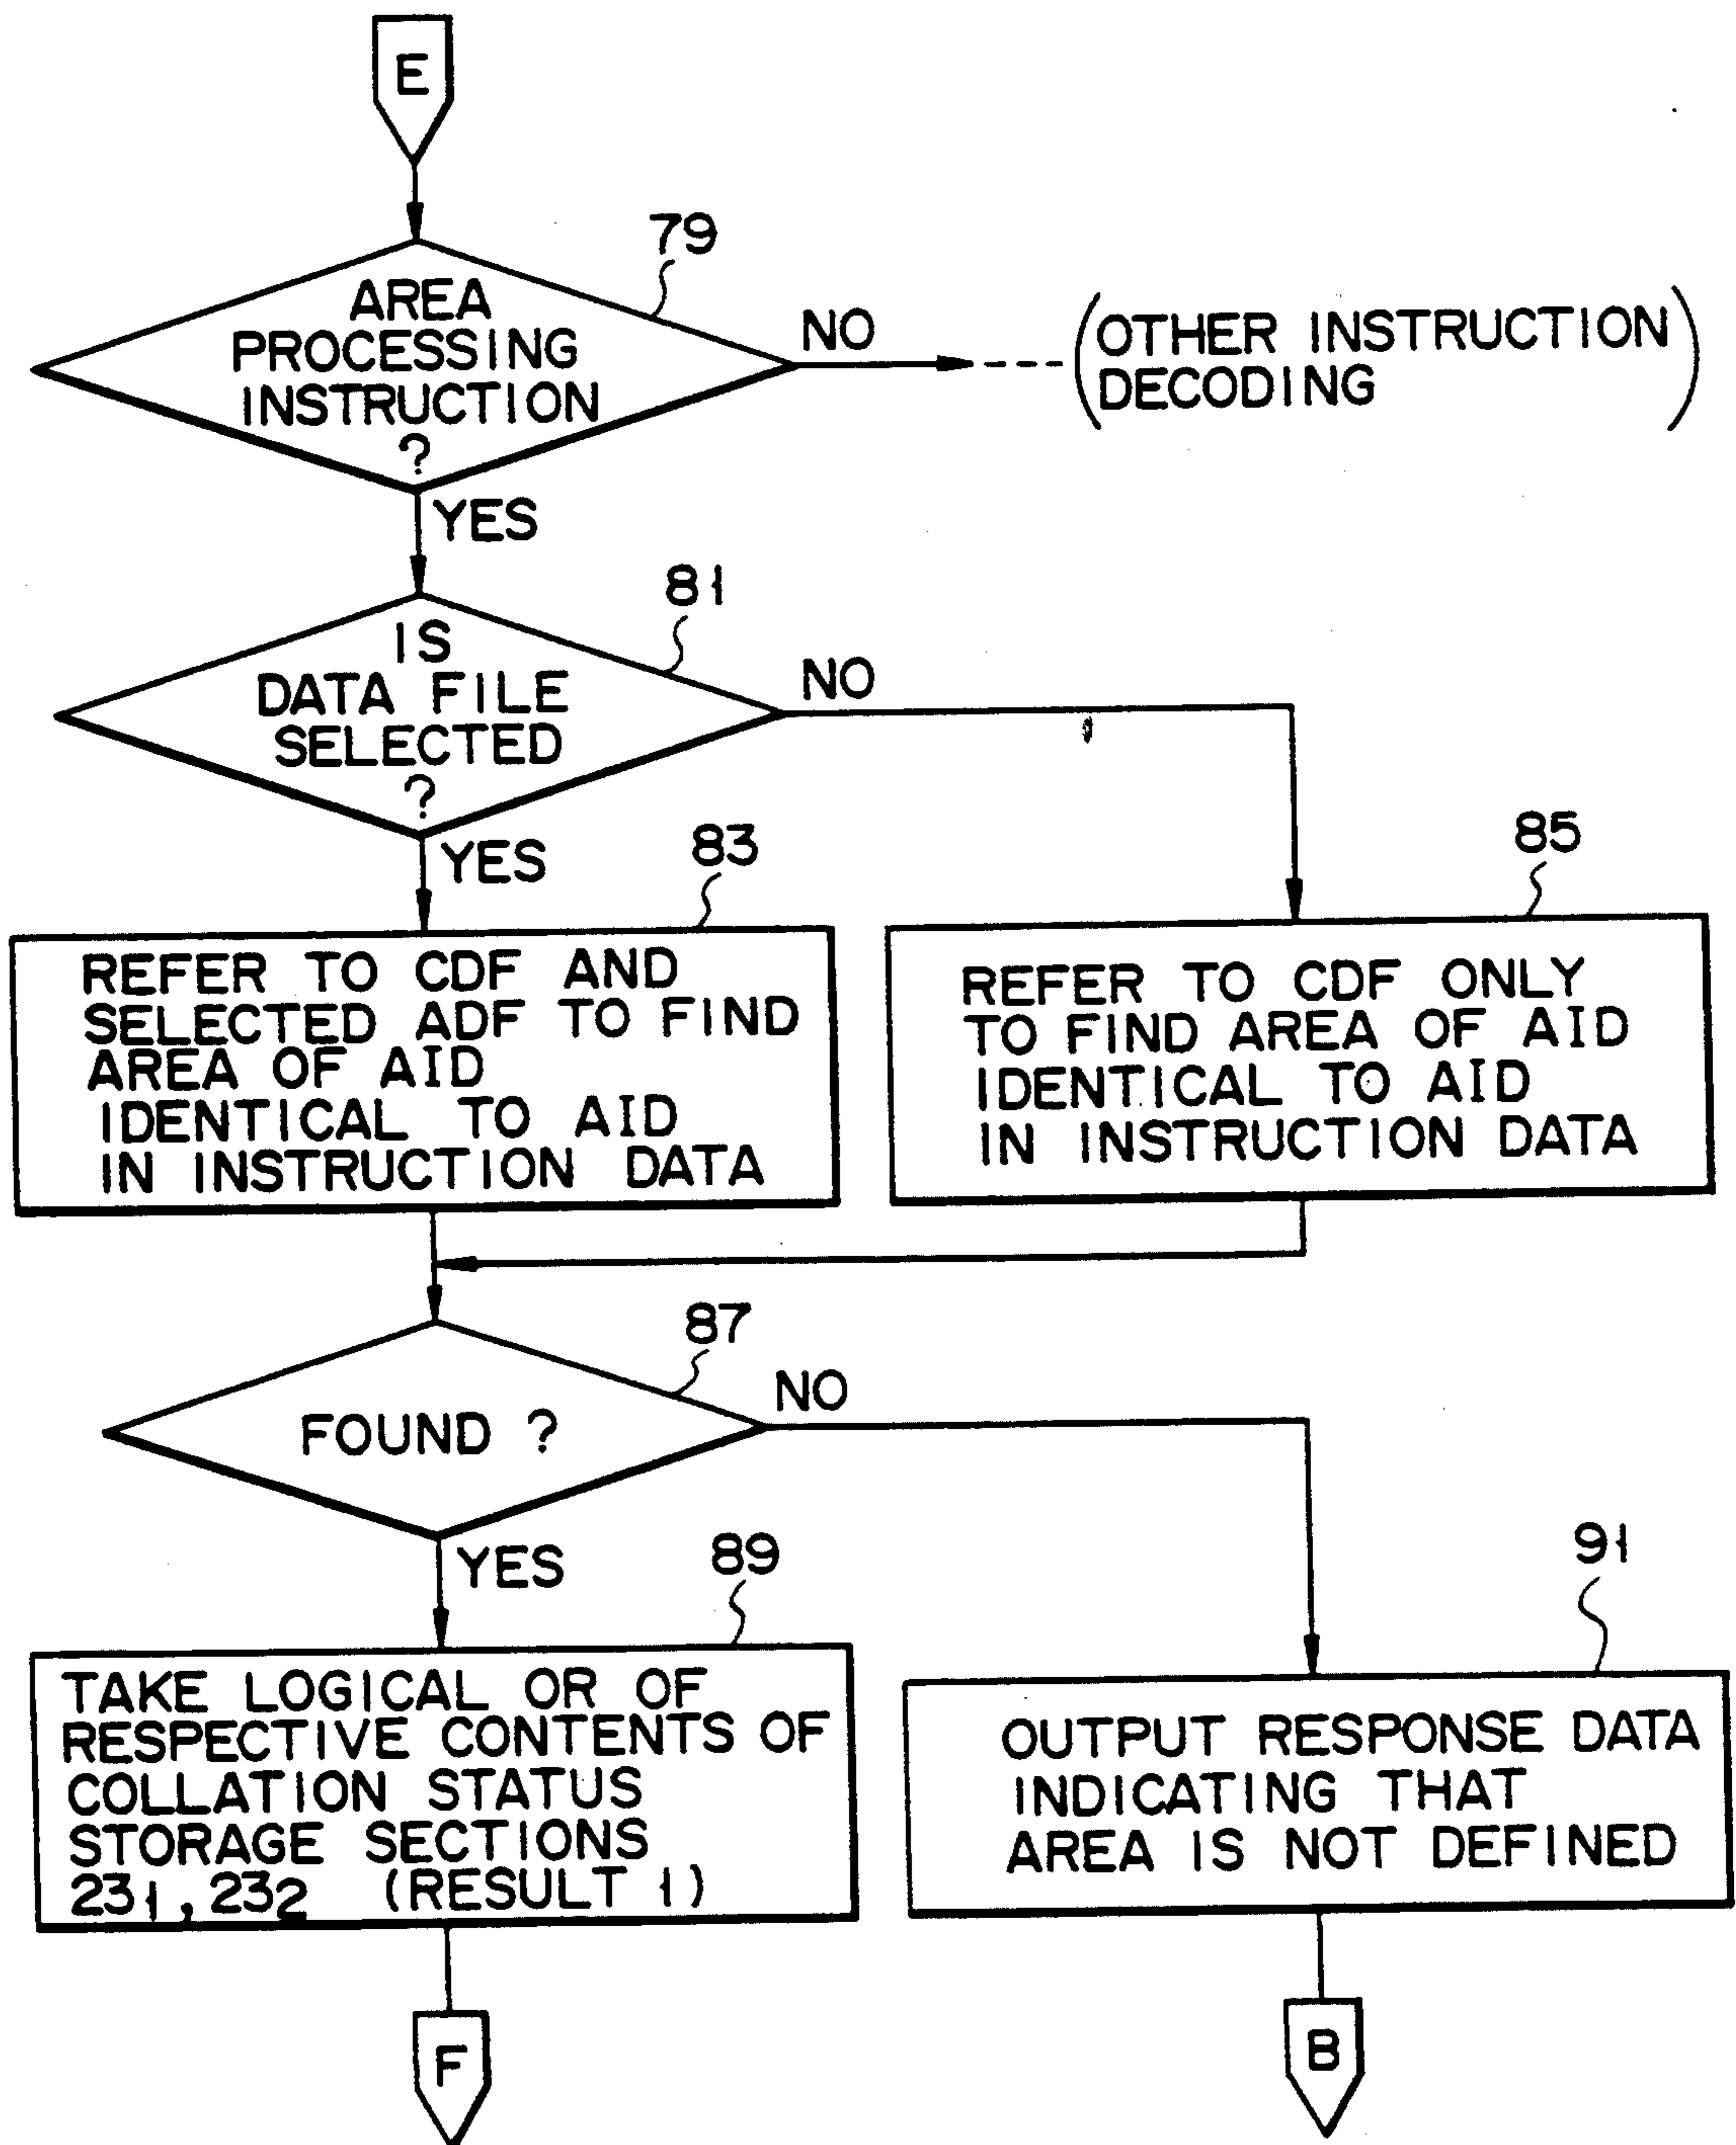 E
79
AREA
PROCESSING
INSTRUCTION
?
NO
(OTHER INSTRUCTION
DECODING)
YES
81
IS
DATA FILE
SELECTED
?
NO
YES
83
REFER TO CDF AND
SELECTED ADF TO FIND
AREA OF AID
IDENTICAL TO AID
IN INSTRUCTION DATA
85
REFER TO CDF ONLY
TO FIND AREA OF AID
IDENTICAL TO AID
IN INSTRUCTION DATA
87
FOUND ?
NO
YES
89
TAKE LOGICAL OR OF
RESPECTIVE CONTENTS OF
COLLATION STATUS
STORAGE SECTIONS
23₁, 23₂ (RESULT 1)
91
OUTPUT RESPONSE DATA
INDICATING THAT
AREA IS NOT DEFINED
F
B